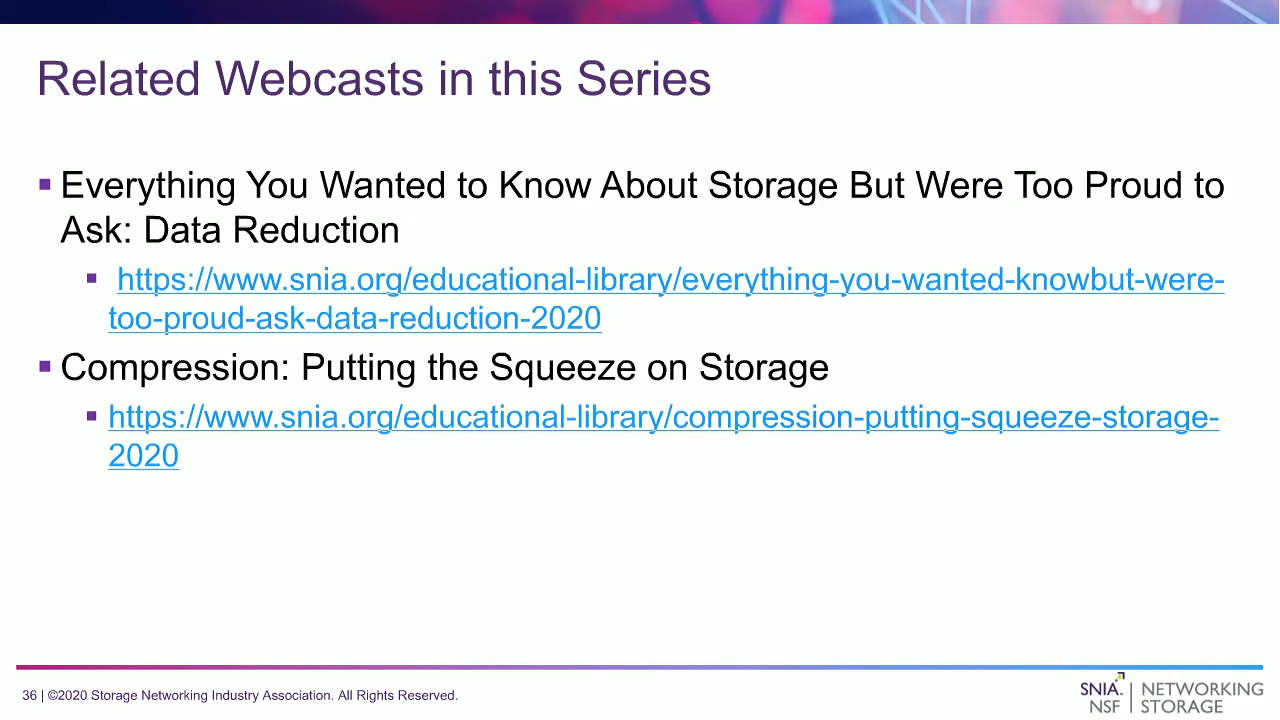 Related Webcasts in this Series
Everything You Wanted to Know About Storage But Were Too Proud to
Ask: Data Reduction
https://www.snia.org/educational-library/everything-you-wanted-knowbut-were-
too-proud-ask-data-reduction-2020
Compression: Putting the Squeeze on Storage
https://www.snia.org/educational-library/compression-putting-squeeze-storage-
2020
36 | ©2020 Storage Networking Industry Association. All Rights Reserved.
SNIA. | NETWORKING
NSF | STORAGE